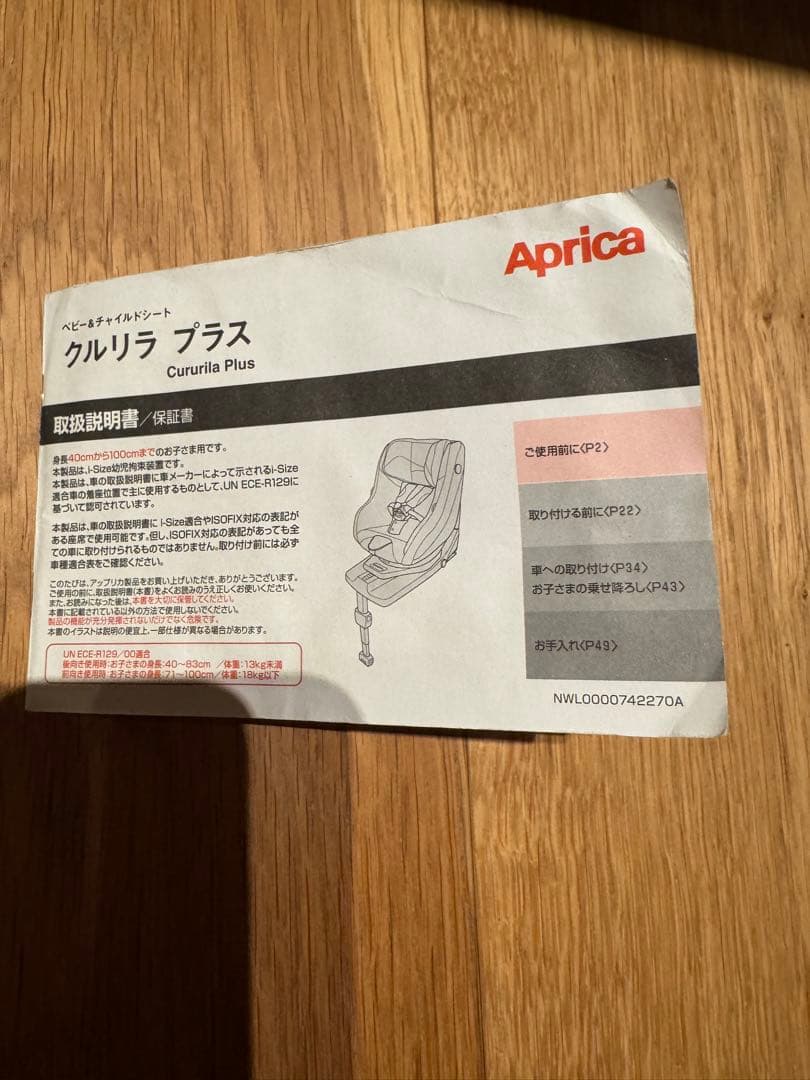 Aprica
ベビー&チャイルドシート
クルリラ プラス
Cururila Plus
取扱説明書/保証書
身長40cmから100cmまでのお子さま用です。
本製品は、i-Size幼児拘束装置です。
本製品は、車の取扱説明書に車メーカーによって示されるi-Size
適合車の着座位置で主に使用するものとして、UN ECE-R129に
基づいて認可されています。
本製品は、車の取扱説明書に i-Size適合やISOFIX対応の表記が
ある座席で使用可能です。但し、ISOFIX対応の表記があっても全
ての車に取り付けられるものではありません。取り付け前には必ず
車種適合表をご確認ください。
このたびは、アップリカ製品をお買い上げいただき、ありがとうございます。
ご使用の前に、取扱説明書(本書)をよくお読みのうえ正しくお使いください。
また、お読みになった後は、本書を大切に保管してください。
本書に記載されている以外の方法で使用しないでください。
製品の機能が充分発揮されないだけでなく危険です。
本書のイラストは説明の便宜上、一部仕様が異なる場合があります。
UN ECE-R129/00適合
後向き使用時:お子さまの身長:40~83cm /体重:13kg未満
前向き使用時:お子さまの身長:71~100cm/体重:18kg以下
ご使用前に〈P2〉
取り付ける前に〈P22〉
車への取り付け〈P34〉
お子さまの乗せ降ろし〈P43〉
お手入れ〈P49〉
NWL0000742270A